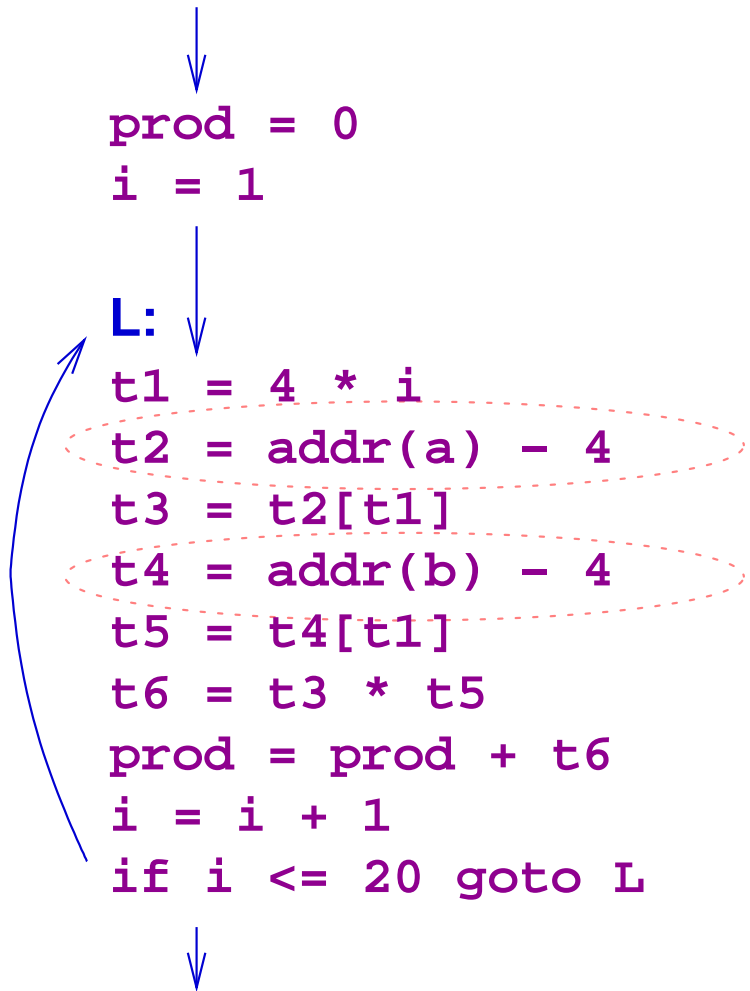 prod = 0
i = 1
L:
t1 = 4 * i
t2 = addr(a) - 4
t3 = t2[t1]
t4 = addr(b) - 4
t5 = t4[t1]
t6 = t3 * t5
prod = prod + t6
i = i + 1
if i <= 20 goto L